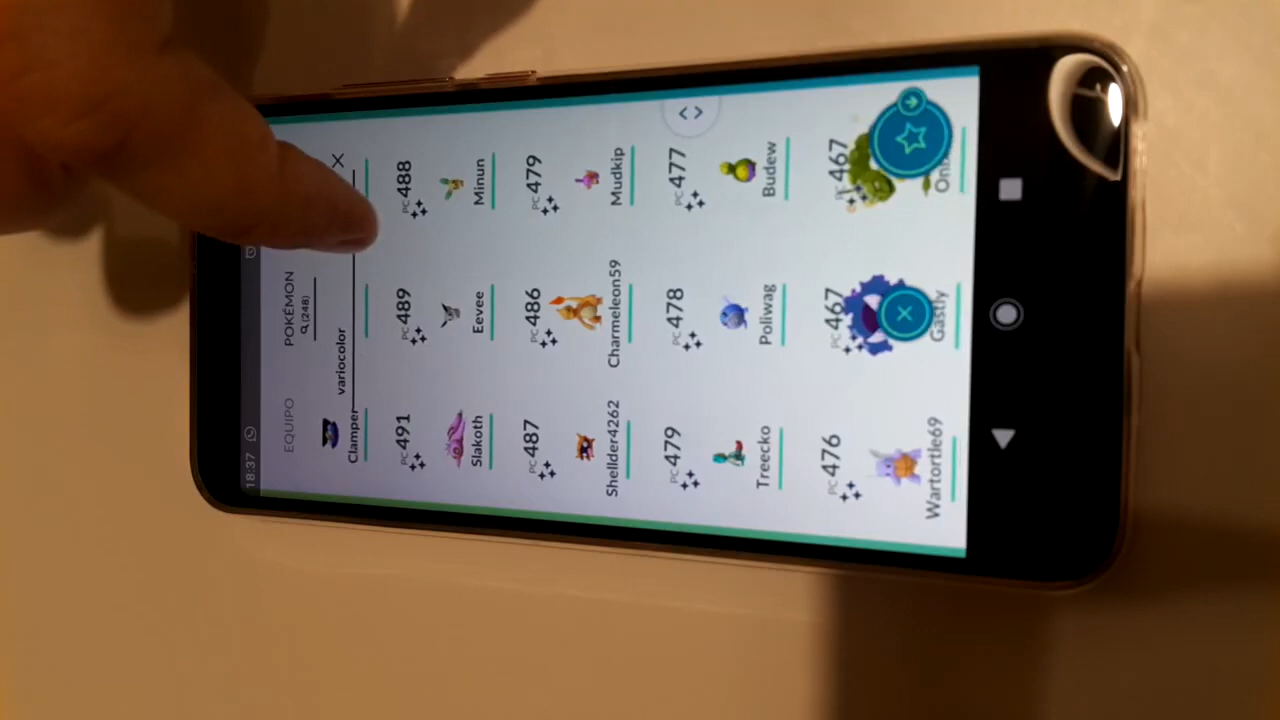 18:37
EQUIPO POKÉMON
(248)
variocolor
Clamper
PC491 PC489 PC488
Slakoth Eevee Minun
PC487 PC486 PC479
Shellder4262 Charmeleon59 Mudkip
PC479 PC478 PC477
Treecko Poliwag Budew
PC476 PC467 PC467
Wartortle69 Gastly